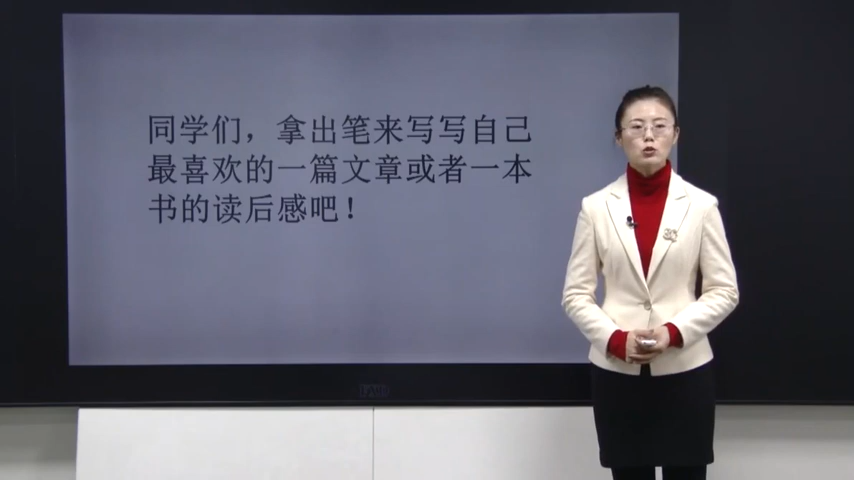 同学们，拿出笔来写写自己
最喜欢的一篇文章或者一本
书的读后感吧！